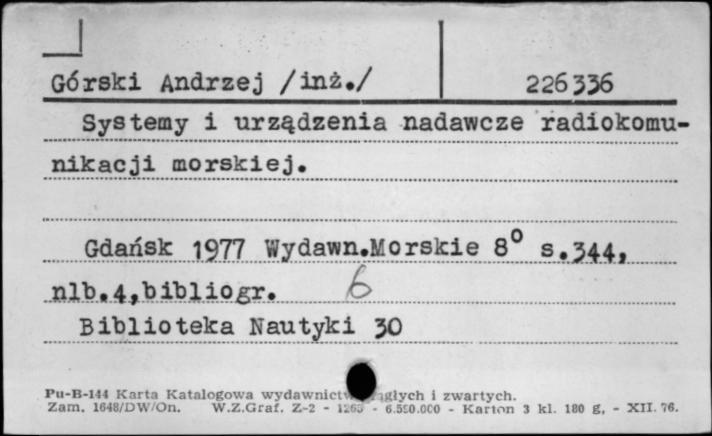 Górski Andrzej /inż./ 226336
Systemy i urządzenia nadawcze radiokomu-
nikacji morskiej.
Gdańsk 1977 Wydawn.Morskie 8° s.344,
nlb.4,bibliogr. 6
Biblioteka Nautyki 30
Pu-B-144 Karta Katalogowa wydawnictw ciągłych i zwartych.
Zam. 1648/DW/On. W.Z.Graf. Z-2 - 1265 - 6.550.000 - Karton 3 kl. 180 g, - XII. 76.